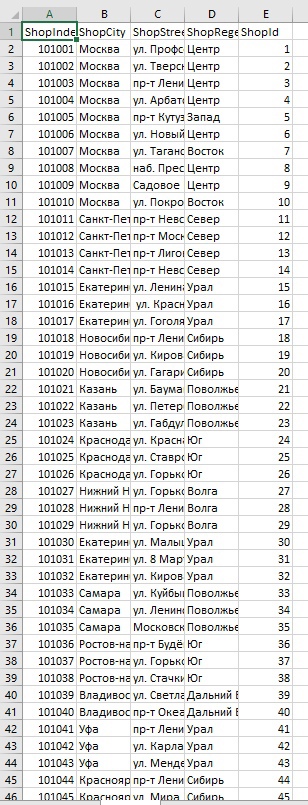 A B C D E
1 ShopInde ShopCity ShopStree ShopRegi ShopId
2 101001 Москва ул. Профс Центр 1
3 101002 Москва ул. Тверск Центр 2
4 101003 Москва пр-т Лени Центр 3
5 101004 Москва ул. Арбат Центр 4
6 101005 Москва пр-т Кутуз Запад 5
7 101006 Москва ул. Новый Центр 6
8 101007 Москва ул. Таганс Восток 7
9 101008 Москва наб. Прес Центр 8
10 101009 Москва Садовое Центр 9
11 101010 Москва ул. Покро Восток 10
12 101011 Санкт-Пет пр-т Невс Север 11
13 101012 Санкт-Пет пр-т Моск Север 12
14 101013 Санкт-Пет пр-т Лигов Север 13
15 101014 Санкт-Пет пр-т Невс Север 14
16 101015 Екатерин ул. Ленина Урал 15
17 101016 Екатерин ул. Красн Урал 16
18 101017 Екатерин ул. Гоголя Урал 17
19 101018 Новосиби пр-т Лени Сибирь 18
20 101019 Новосиби ул. Киров Сибирь 19
21 101020 Новосиби ул. Гагари Сибирь 20
22 101021 Казань ул. Баума Поволжье 21
23 101022 Казань ул. Петер Поволжье 22
24 101023 Казань ул. Габдул Поволжье 23
25 101024 Краснода ул. Красна Юг 24
26 101025 Краснода ул. Ставро Юг 25
27 101026 Краснода ул. Горько Юг 26
28 101027 Нижний Н ул. Горько Волга 27
29 101028 Нижний Н пр-т Лени Волга 28
30 101029 Нижний Н ул. Горько Волга 29
31 101030 Екатерин ул. Малыш Урал 30
32 101031 Екатерин ул. 8 Мар Урал 31
33 101032 Екатерин ул. Киров Урал 32
34 101033 Самара ул. Куйбы Поволжье 33
35 101034 Самара ул. Ленин Поволжье 34
36 101035 Самара Московск Поволжье 35
37 101036 Ростов-на пр-т Будё Юг 36
38 101037 Ростов-на ул. Горько Юг 37
39 101038 Ростов-на ул. Стачки Юг 38
40 101039 Владивос ул. Светла Дальний В 39
41 101040 Владивос пр-т Океа Дальний В 40
42 101041 Уфа пр-т Лени Урал 41
43 101042 Уфа ул. Карла Урал 42
44 101043 Уфа ул. Менде Урал 43
45 101044 Красноярс пр-т Лени Сибирь 44
46 101045 Красноярс ул. Мира Сибирь 45